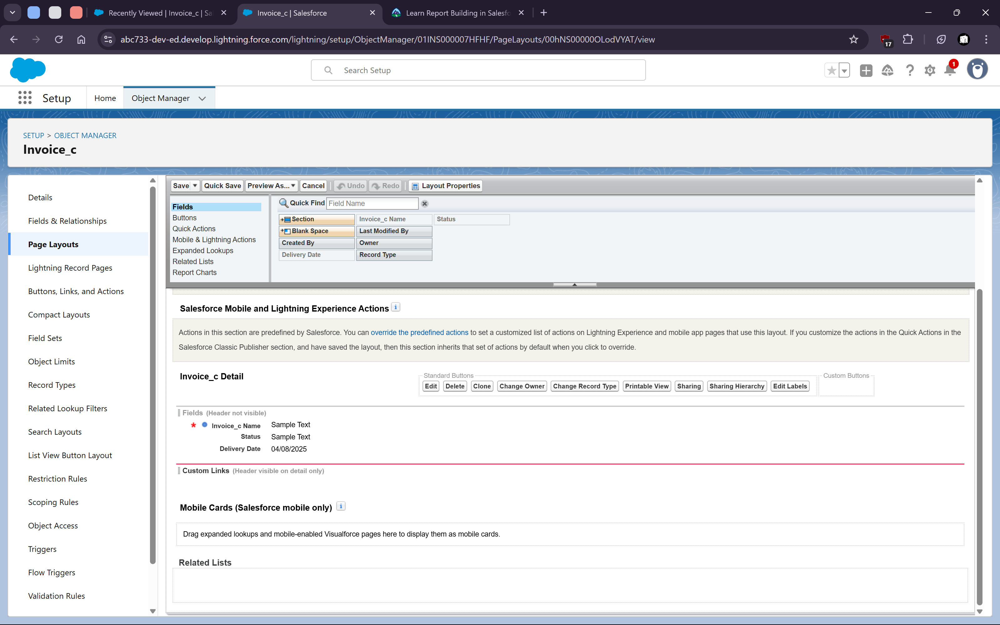 Recently Viewed | Invoice_c | Sa
Invoice_c | Salesforce
Learn Report Building in Salesfo
abc733-dev-ed.develop.lightning.force.com/lightning/setup/ObjectManager/01INS000007HFHF/PageLayouts/00hNS00000OLodVYAT/view
17
Search Setup
1
Setup
Home
Object Manager
SETUP > OBJECT MANAGER
Invoice_c
Details
Fields & Relationships
Page Layouts
Lightning Record Pages
Buttons, Links, and Actions
Compact Layouts
Field Sets
Object Limits
Record Types
Related Lookup Filters
Search Layouts
List View Button Layout
Restriction Rules
Scoping Rules
Object Access
Triggers
Flow Triggers
Validation Rules
Save
Quick Save
Preview As...
Cancel
Undo
Redo
Layout Properties
Fields
Buttons
Quick Actions
Mobile & Lightning Actions
Expanded Lookups
Related Lists
Report Charts
Quick Find Field Name
Section Invoice_c Name Status
Blank Space Last Modified By
Created By Owner
Delivery Date Record Type
Salesforce Mobile and Lightning Experience Actions
Actions in this section are predefined by Salesforce. You can override the predefined actions to set a customized list of actions on Lightning Experience and mobile app pages that use this layout. If you customize the actions in the Quick Actions in the
Salesforce Classic Publisher section, and have saved the layout, then this section inherits that set of actions by default when you click to override.
Invoice_c Detail
Standard Buttons
Custom Buttons
Edit Delete Clone Change Owner Change Record Type Printable View Sharing Sharing Hierarchy Edit Labels
Fields (Header not visible)
* Invoice_c Name Sample Text
Status Sample Text
Delivery Date 04/08/2025
Custom Links (Header visible on detail only)
Mobile Cards (Salesforce mobile only)
Drag expanded lookups and mobile-enabled Visualforce pages here to display them as mobile cards.
Related Lists